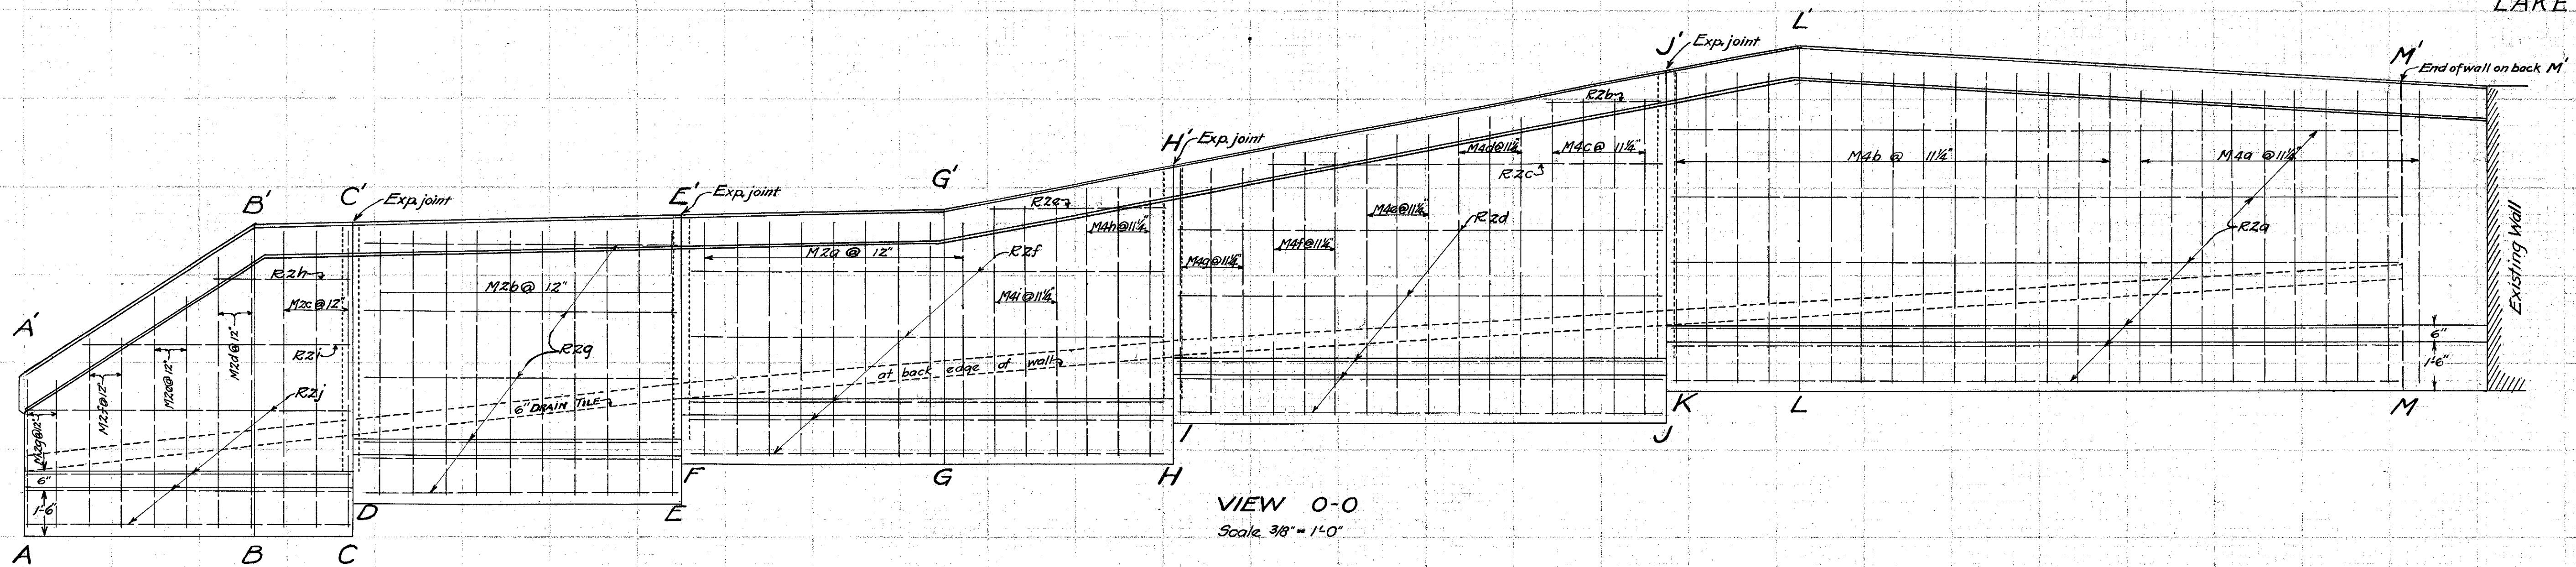 LAKE
L'
J'
Exp. joint
M'
End of wall on back M'
R2b
H'
Exp. joint
M4d@11¼"
M4c@ 11¼"
M4b @ 11¼"
M4a @11¼"
R2c
G'
B'
C'
Exp. joint
E'
Exp. joint
R2e
M4h@11¼"
M4e@11¼"
R2d
R2a
Existing Wall
M2a @ 12"
R2f
M4f@11¼"
M4g@11¼"
R2h
M2b@ 12"
M4i@11¼"
M2c@12"
A'
M2d@12"
R2i
R2g
6"
1'-6"
at back edge of wall
M2e@12"
M2f@12"
R2j
6" DRAIN TILE
M2g@12"
K
L
M
I
J
F
G
H
6"
1'-6"
D
E
VIEW O-O
Scale 3/8" = 1'-0"
A
B
C